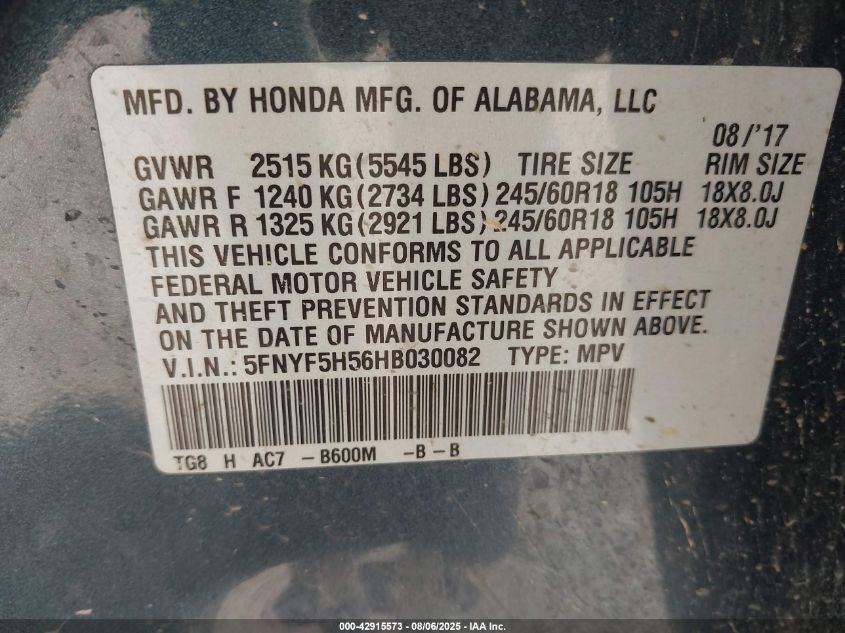 MFD. BY HONDA MFG. OF ALABAMA, LLC
08/'17
GVWR 2515 KG(5545 LBS) TIRE SIZE RIM SIZE
GAWR F 1240 KG(2734 LBS) 245/60R18 105H 18X8.0J
GAWR R 1325 KG(2921 LBS) 245/60R18 105H 18X8.0J
THIS VEHICLE CONFORMS TO ALL APPLICABLE
FEDERAL MOTOR VEHICLE SAFETY
AND THEFT PREVENTION STANDARDS IN EFFECT
ON THE DATE OF MANUFACTURE SHOWN ABOVE.
V.I.N.: 5FNYF5H56HB030082 TYPE: MPV
TG8 H AC7 -B600M -B-B
000-42915573 - 08/06/2025 - IAA Inc.